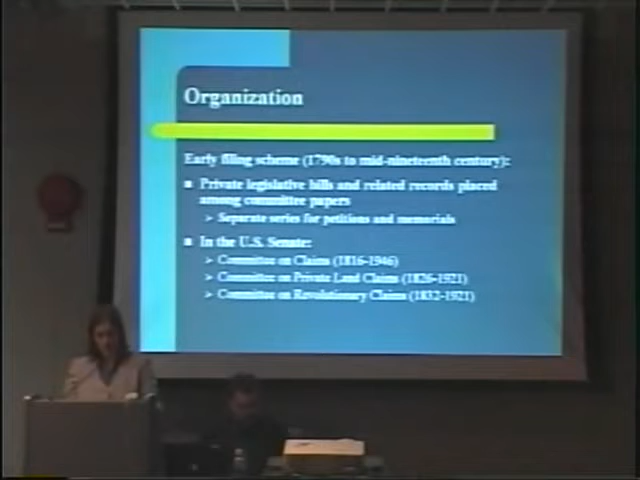 Organization
Early filing scheme (1790s to mid-nineteenth century):
■ Private legislative bills and related records placed
among committee papers
➢ Separate series for petitions and memorials
■ In the U.S. Senate:
➢ Committee on Claims (1816-1946)
➢ Committee on Private Land Claims (1826-1921)
➢ Committee on Revolutionary Claims (1832-1921)